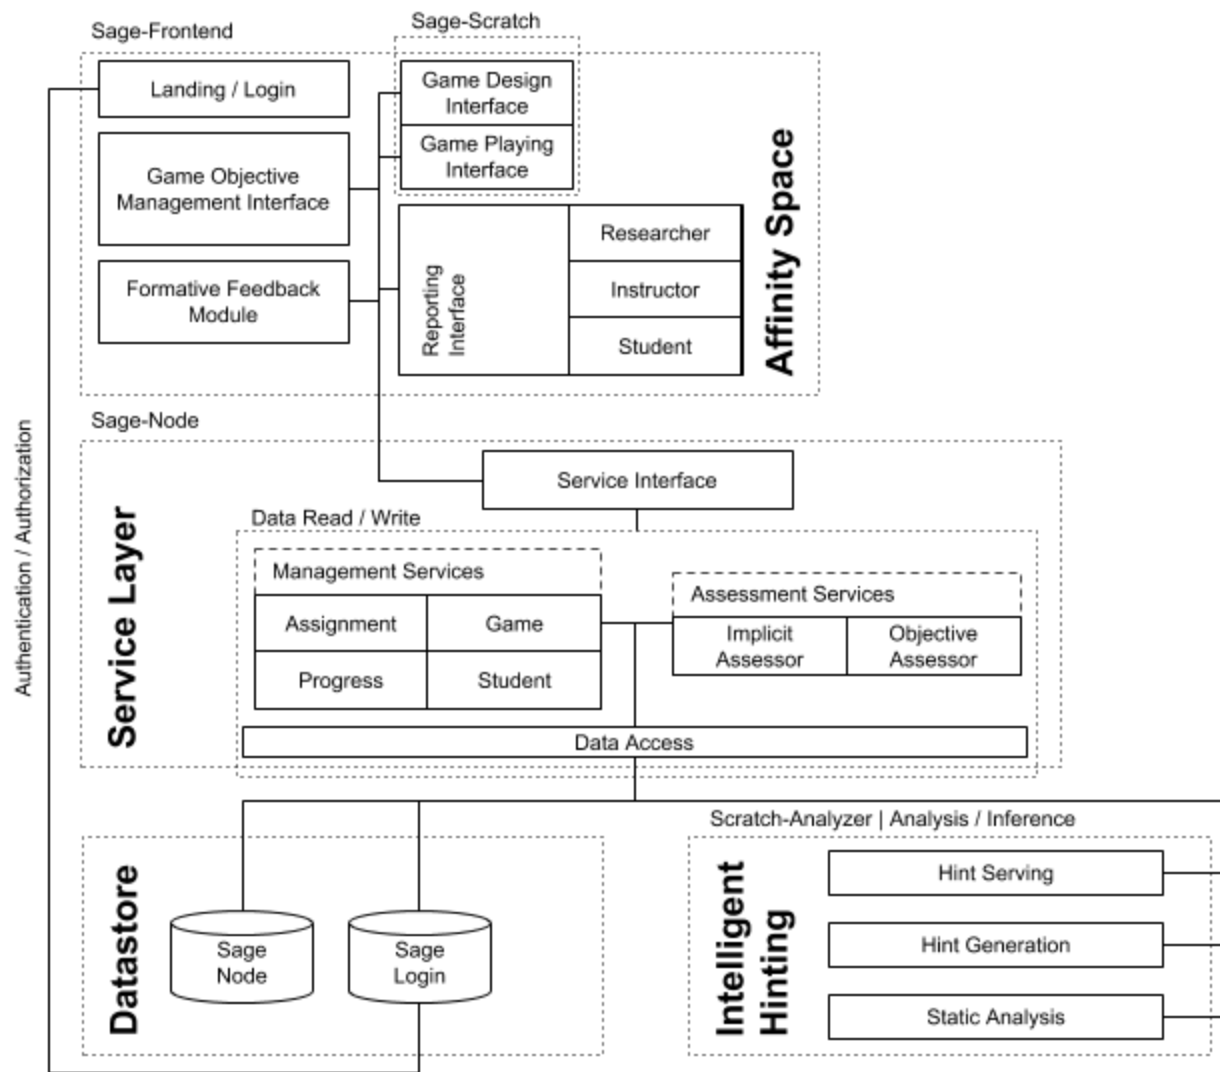 Sage-Frontend
Sage-Scratch
Landing / Login
Game Objective
Management Interface
Formative Feedback
Module
Game Design
Interface
Game Playing
Interface
Reporting
Interface
Researcher
Instructor
Student
Affinity Space
Authentication / Authorization
Sage-Node
Service Layer
Service Interface
Data Read / Write
Management Services
Assignment
Game
Progress
Student
Assessment Services
Implicit
Assessor
Objective
Assessor
Data Access
Datastore
Sage
Node
Sage
Login
Scratch-Analyzer | Analysis / Inference
Intelligent
Hinting
Hint Serving
Hint Generation
Static Analysis